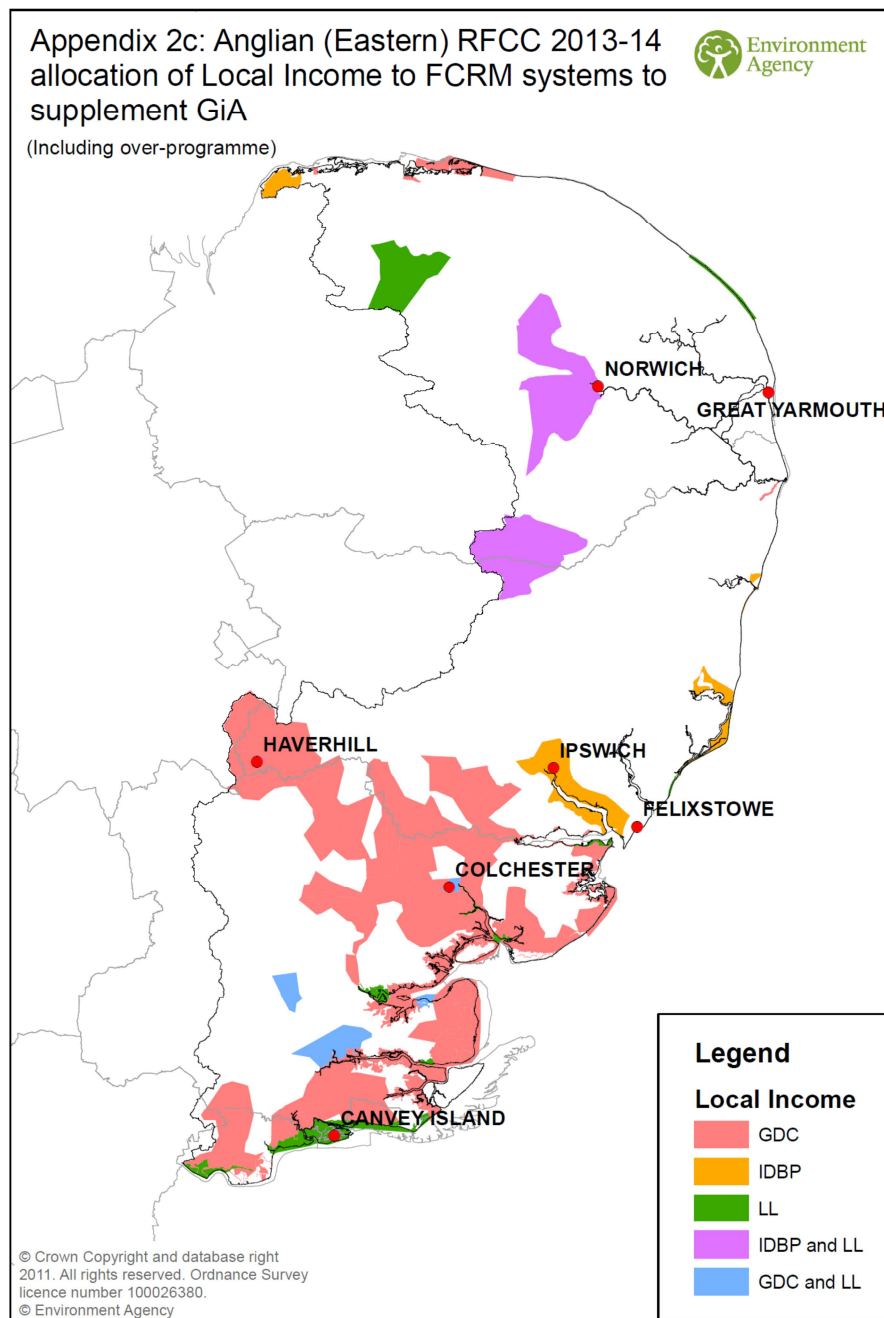 Appendix 2c: Anglian (Eastern) RFCC 2013-14
allocation of Local Income to FCRM systems to
supplement GiA
(Including over-programme)
Environment
Agency
NORWICH
GREAT YARMOUTH
HAVERHILL
IPSWICH
FELIXSTOWE
COLCHESTER
CANVEY ISLAND
Legend
Local Income
GDC
IDBP
LL
IDBP and LL
GDC and LL
© Crown Copyright and database right
2011. All rights reserved. Ordnance Survey
licence number 100026380.
© Environment Agency